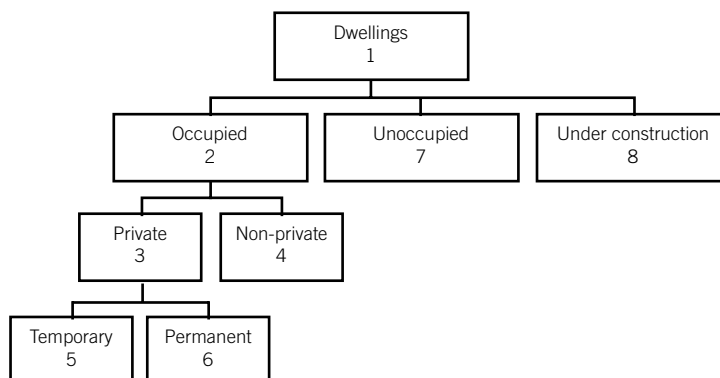 Dwellings
1
Occupied
2
Unoccupied
7
Under construction
8
Private
3
Non-private
4
Temporary
5
Permanent
6